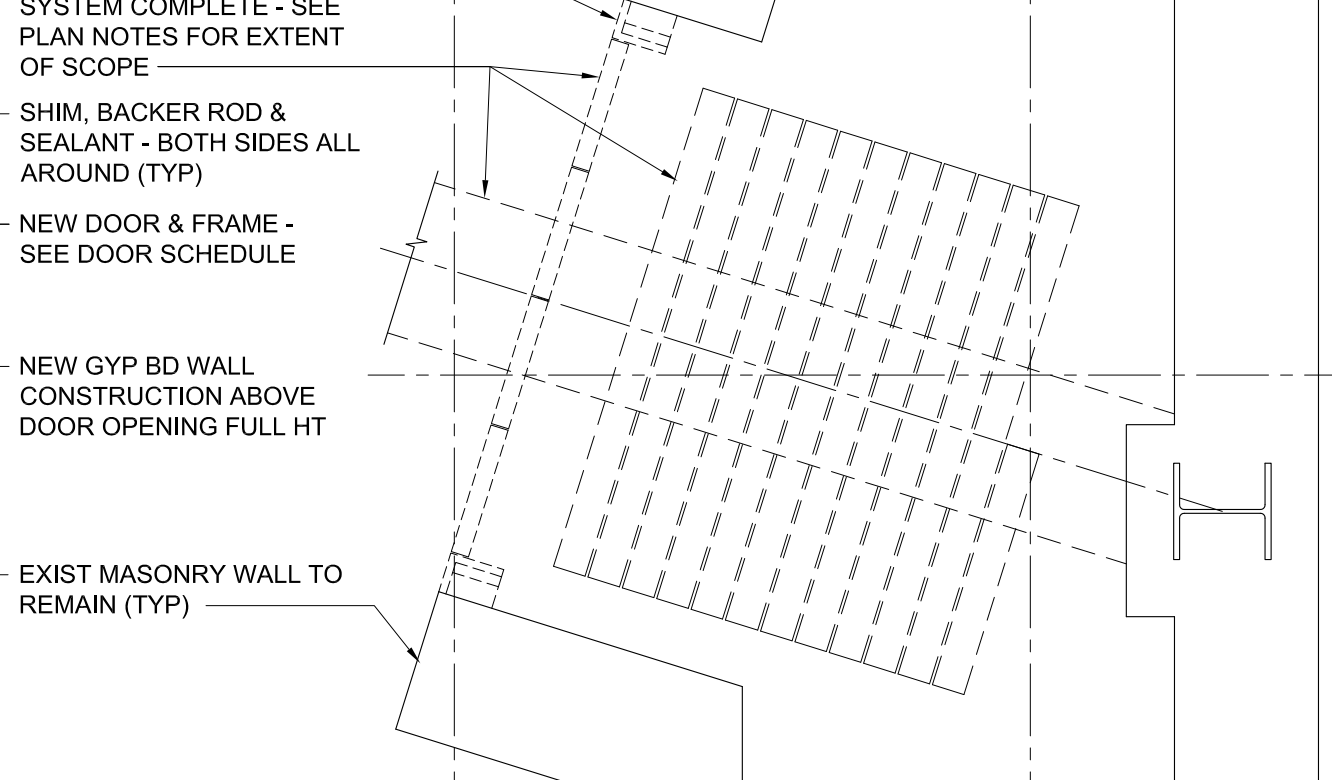 SYSTEM COMPLETE - SEE
PLAN NOTES FOR EXTENT
OF SCOPE
SHIM, BACKER ROD &
SEALANT - BOTH SIDES ALL
AROUND (TYP)
NEW DOOR & FRAME -
SEE DOOR SCHEDULE
NEW GYP BD WALL
CONSTRUCTION ABOVE
DOOR OPENING FULL HT
EXIST MASONRY WALL TO
REMAIN (TYP)